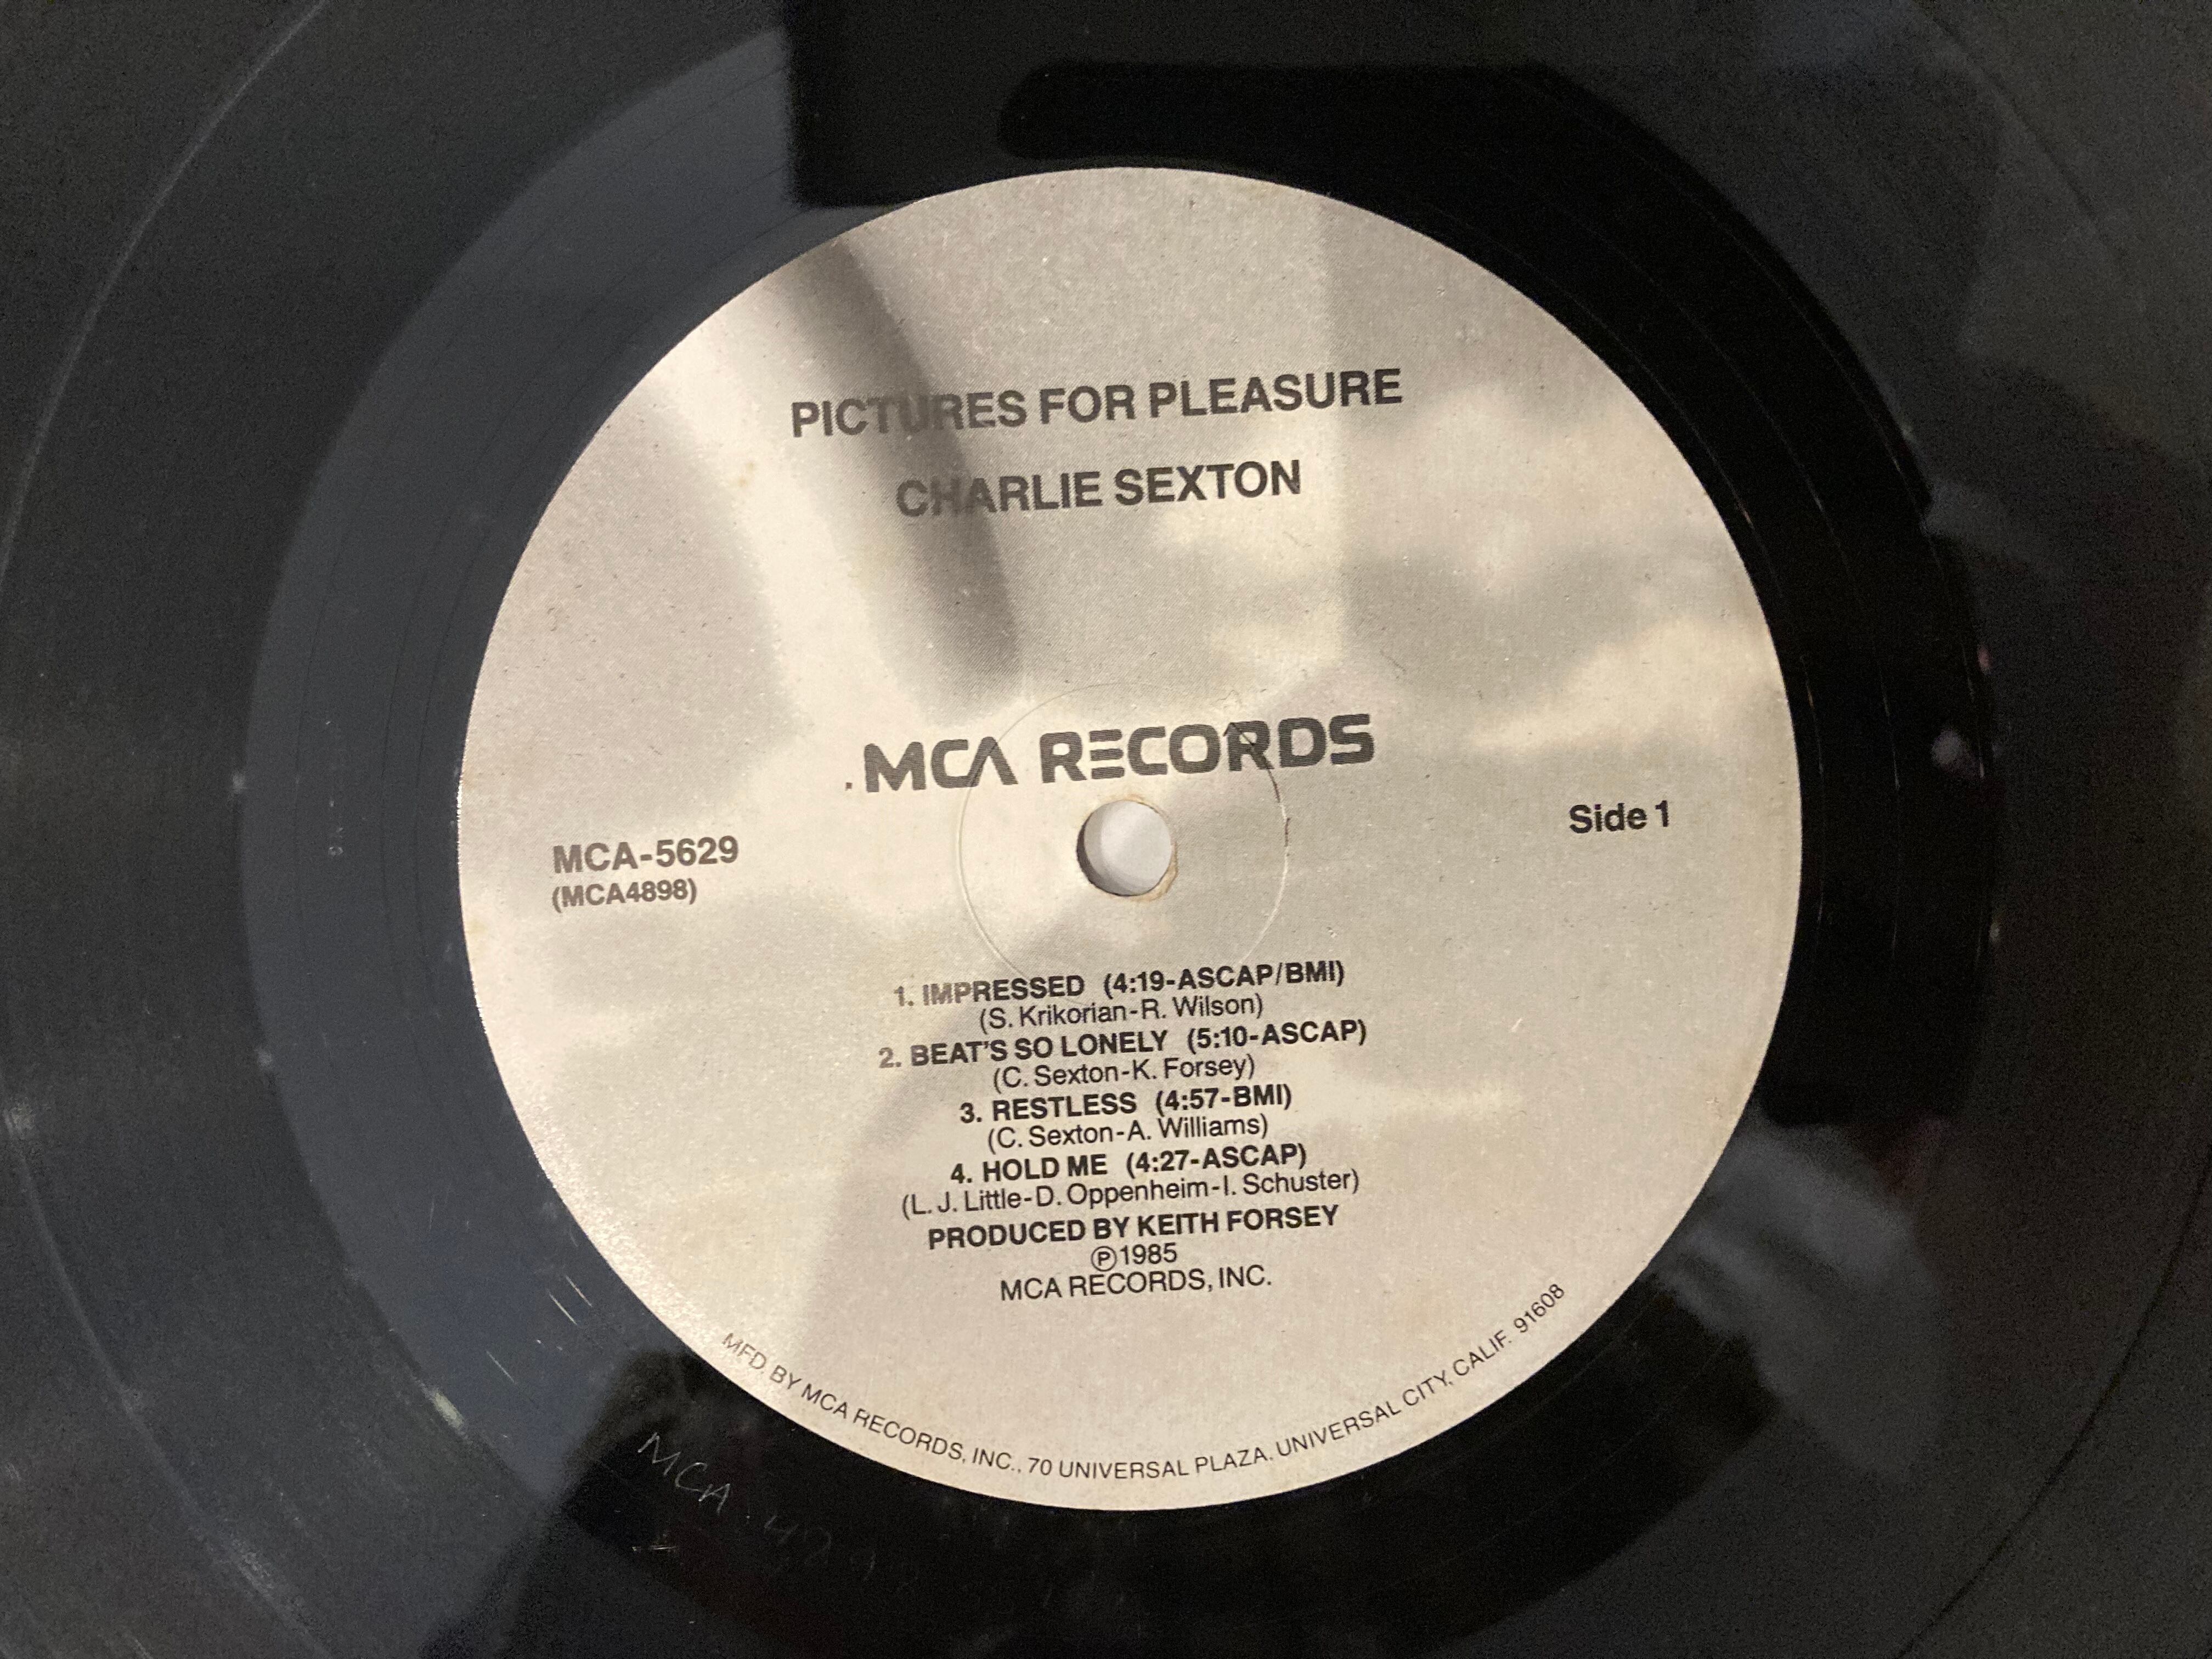 PICTURES FOR PLEASURE
CHARLIE SEXTON
MCA RECORDS
MCA-5629
(MCA4898)
Side 1
1. IMPRESSED (4:19-ASCAP/BMI)
(S. Krikorian-R. Wilson)
2. BEAT'S SO LONELY (5:10-ASCAP)
(C. Sexton-K. Forsey)
3. RESTLESS (4:57-BMI)
(C. Sexton-A. Williams)
4. HOLD ME (4:27-ASCAP)
(L. J. Little-D. Oppenheim-I. Schuster)
PRODUCED BY KEITH FORSEY
℗1985
MCA RECORDS, INC.
MFD. BY MCA RECORDS, INC., 70 UNIVERSAL PLAZA, UNIVERSAL CITY, CALIF. 91608
MCA